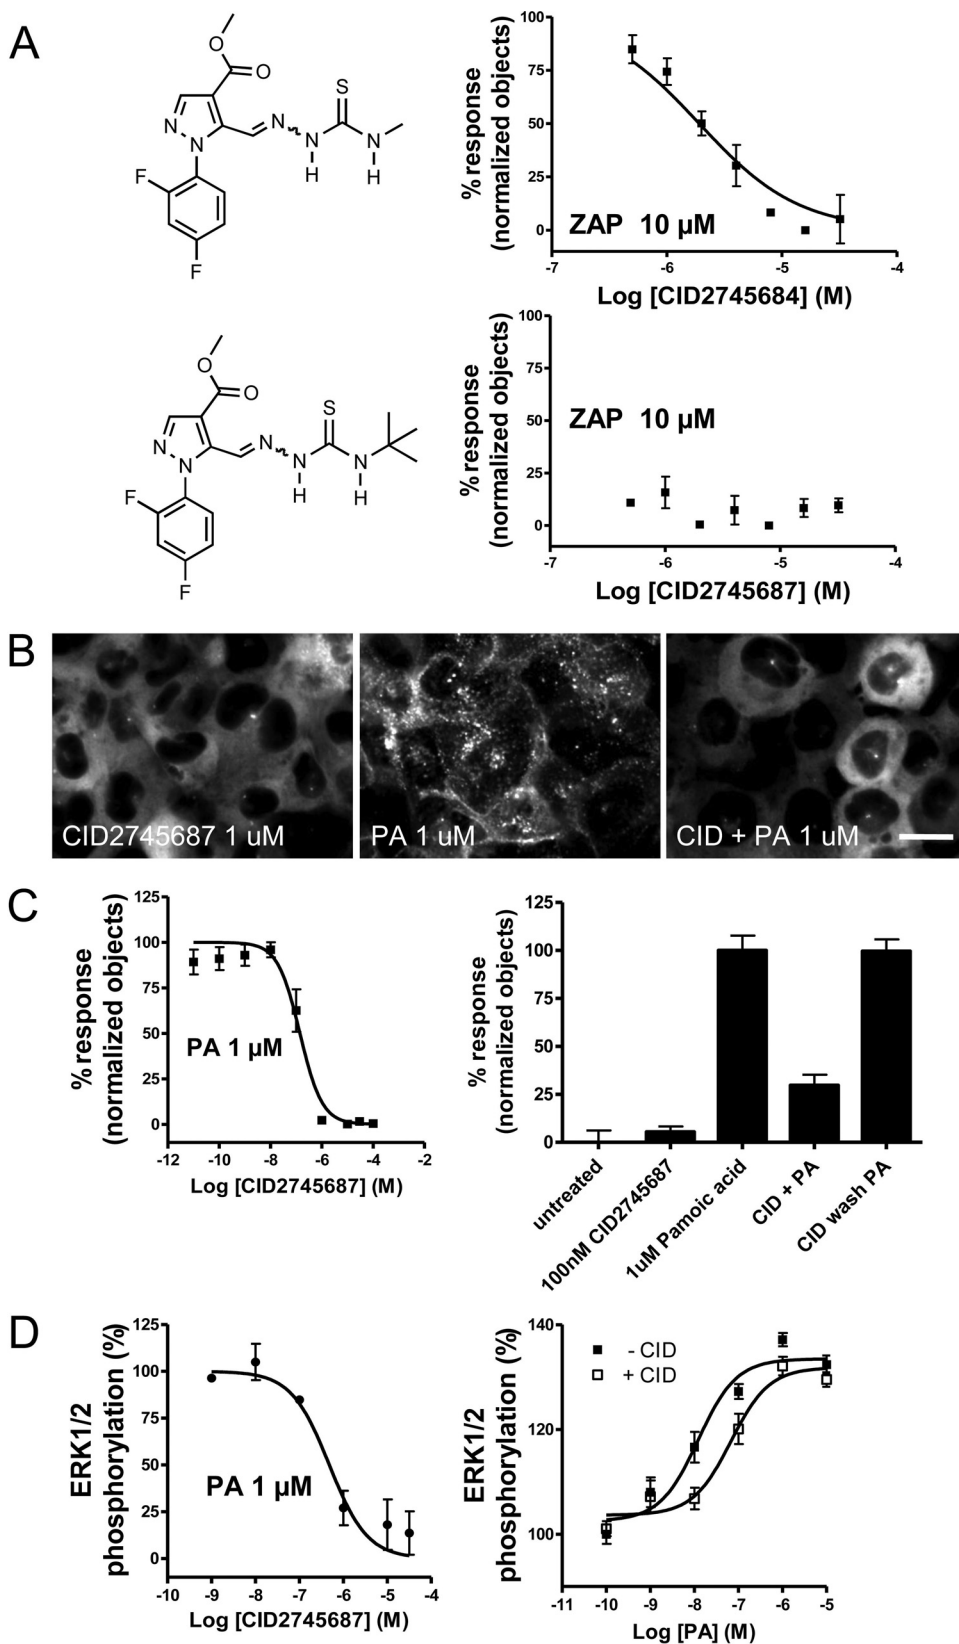 A
O
O
N
N
N
N
H
S
N
H
F
F
% response
(normalized objects)
100
75
50
25
0
ZAP 10 µM
-7
-6
-5
-4
Log [CID2745684] (M)
O
O
N
N
N
N
H
S
N
H
F
F
% response
(normalized objects)
100
75
50
25
0
ZAP 10 µM
-7
-6
-5
-4
Log [CID2745687] (M)
B
CID2745687 1 uM
PA 1 uM
CID + PA 1 uM
C
% response
(normalized objects)
125
100
75
50
25
0
PA 1 µM
-12
-10
-8
-6
-4
-2
Log [CID2745687] (M)
% response
(normalized objects)
125
100
75
50
25
0
untreated
100nM CID2745687
1uM Pamoic acid
CID + PA
CID wash PA
D
ERK1/2
phosphorylation (%)
125
100
75
50
25
0
PA 1 µM
-9
-8
-7
-6
-5
-4
Log [CID2745687] (M)
ERK1/2
phosphorylation (%)
140
120
100
- CID
+ CID
-11
-10
-9
-8
-7
-6
-5
Log [PA] (M)